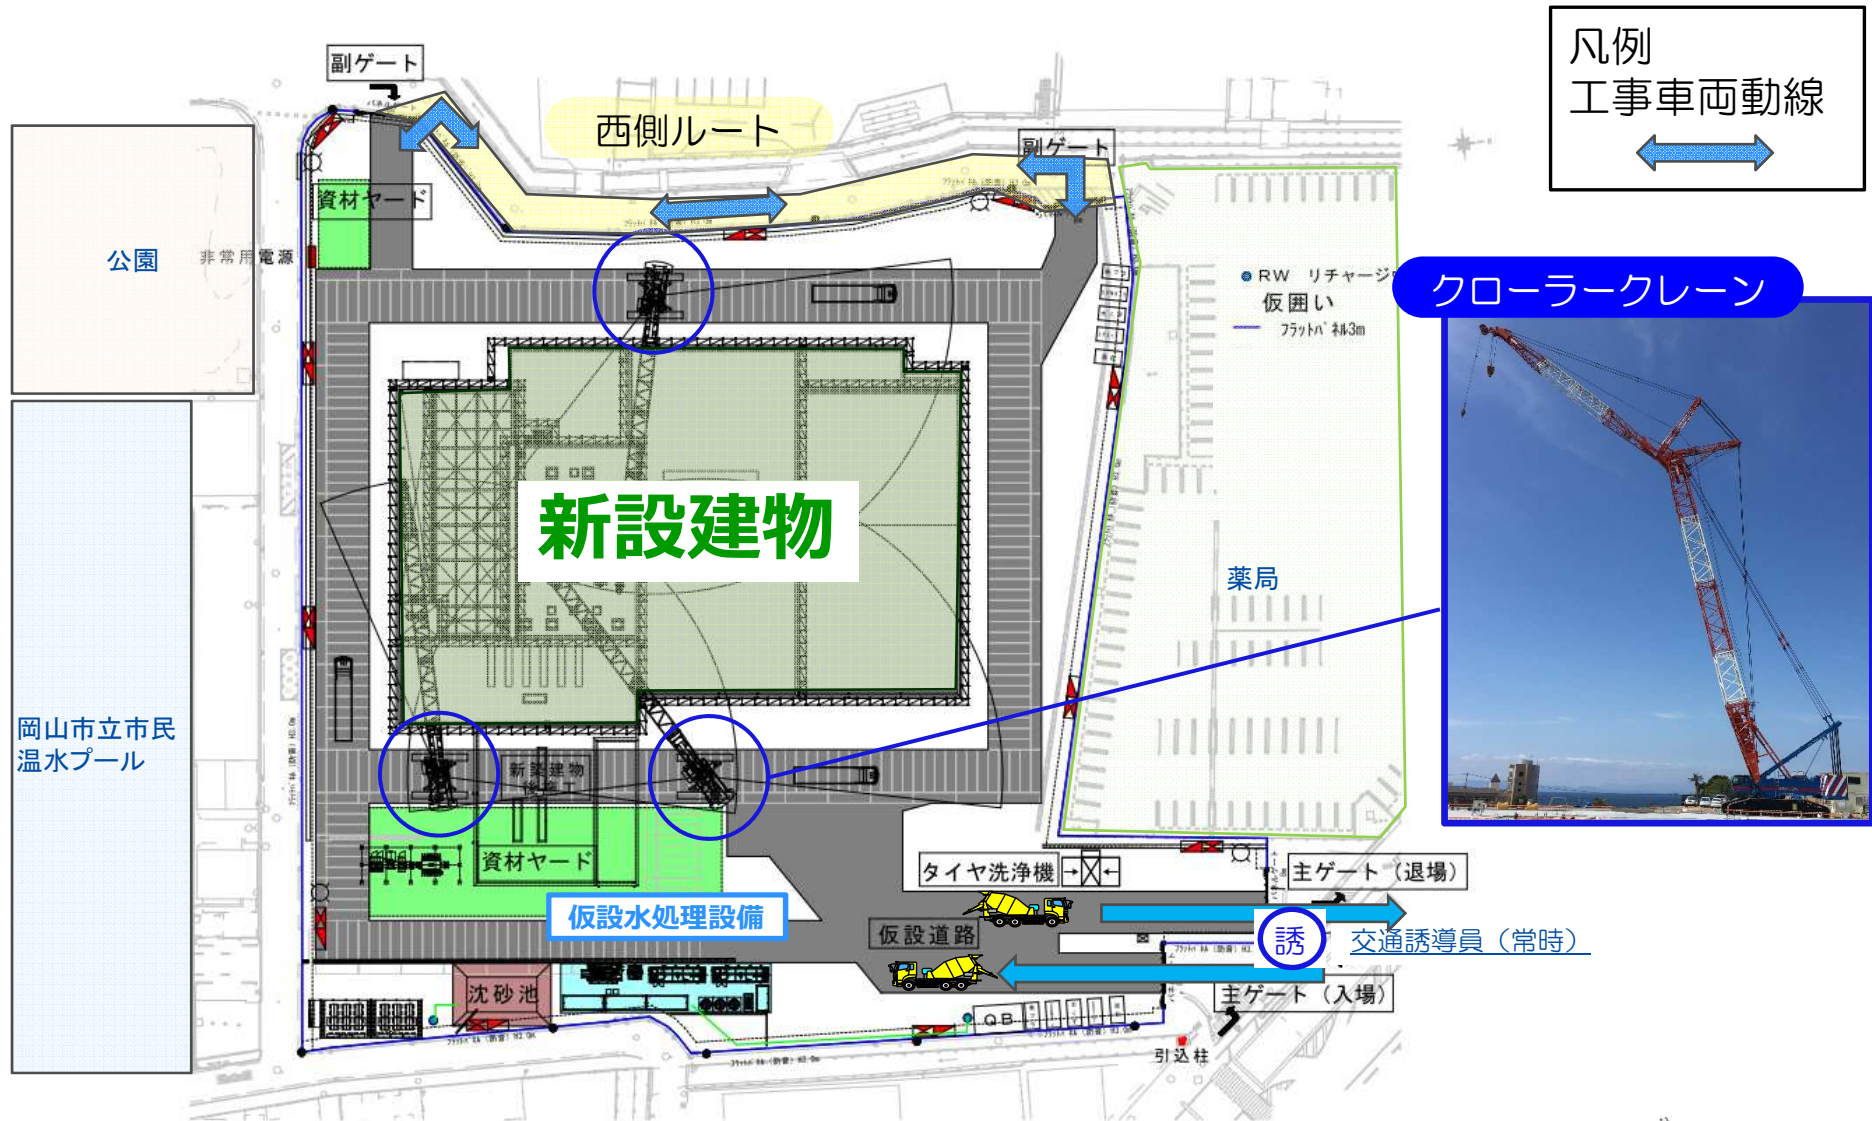 凡例
工事車両動線
副ゲート
西側ルート
副ゲート
資材ヤード
公園
非常用電源
RW リチャージ
仮囲い
フラットパネル3m
クローラークレーン
新設建物
薬局
岡山市立市民
温水プール
新築建物
資材ヤード
タイヤ洗浄機
主ゲート（退場）
仮設水処理設備
仮設道路
誘
交通誘導員（常時）
沈砂池
主ゲート（入場）
QB
引込柱